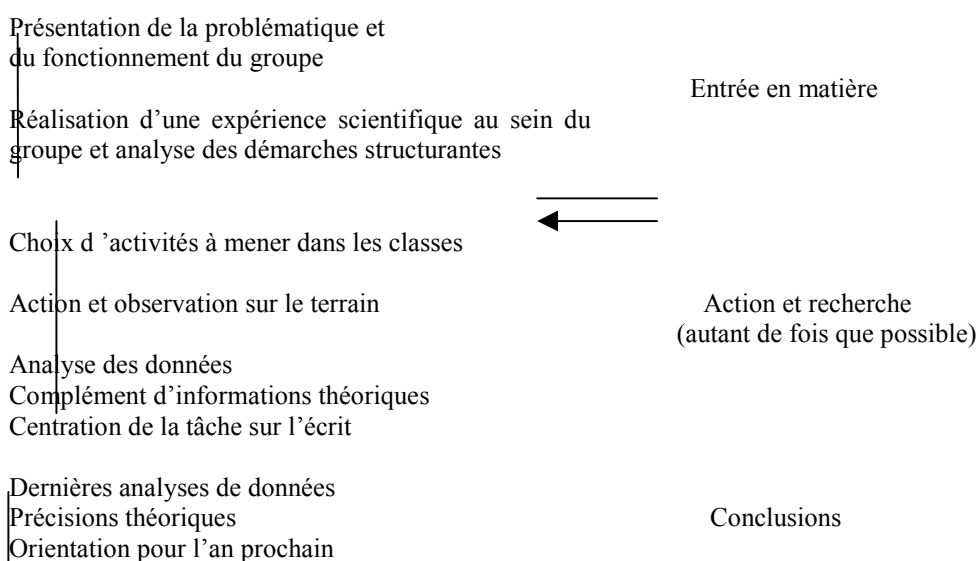 Présentation de la problématique et
du fonctionnement du groupe
Entrée en matière
Réalisation d’une expérience scientifique au sein du
groupe et analyse des démarches structurantes
Choix d ’activités à mener dans les classes
Action et observation sur le terrain
Action et recherche
(autant de fois que possible)
Analyse des données
Complément d’informations théoriques
Centration de la tâche sur l’écrit
Dernières analyses de données
Précisions théoriques
Conclusions
Orientation pour l’an prochain